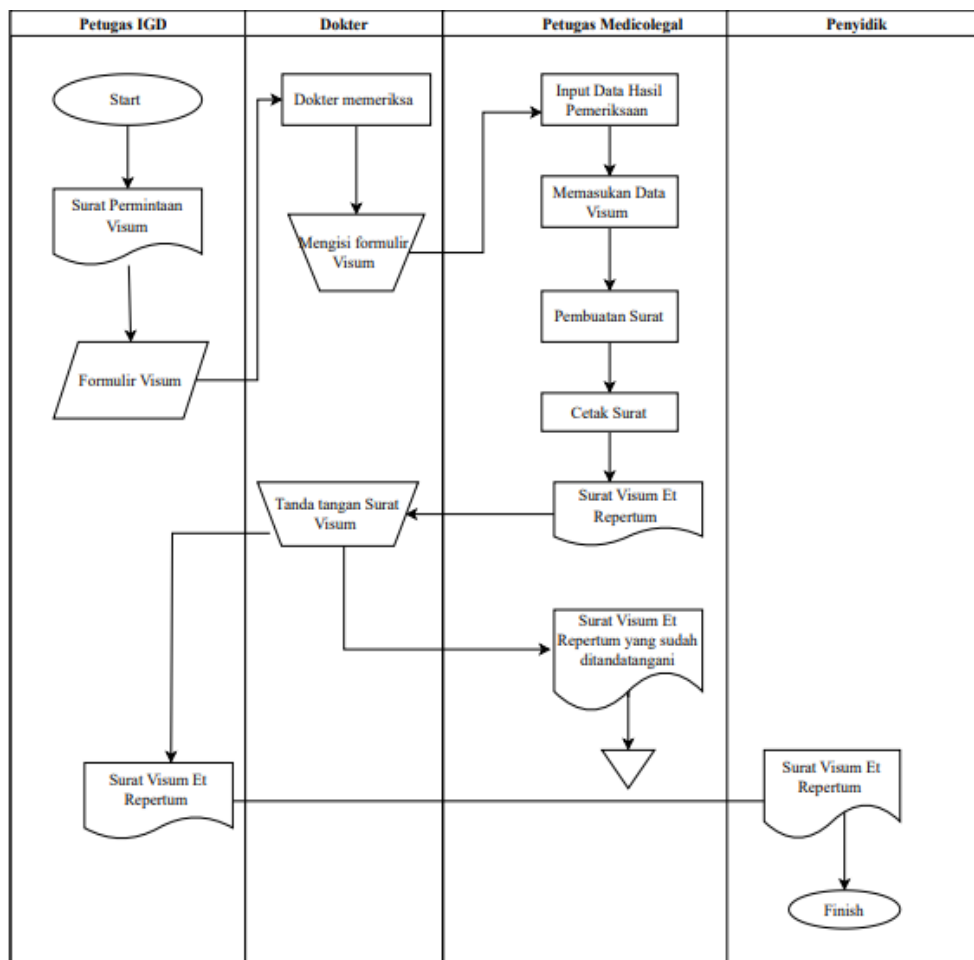 Petugas IGD
Dokter
Petugas Medicolegal
Penyidik
Start
Surat Permintaan
Visum
Formulir Visum
Dokter memeriksa
Mengisi formulir
Visum
Input Data Hasil
Pemeriksaan
Memasukan Data
Visum
Pembuatan Surat
Cetak Surat
Surat Visum Et
Repertum
Tanda tangan Surat
Visum
Surat Visum Et
Repertum yang sudah
ditandatangani
Surat Visum Et
Repertum
Surat Visum Et
Repertum
Finish